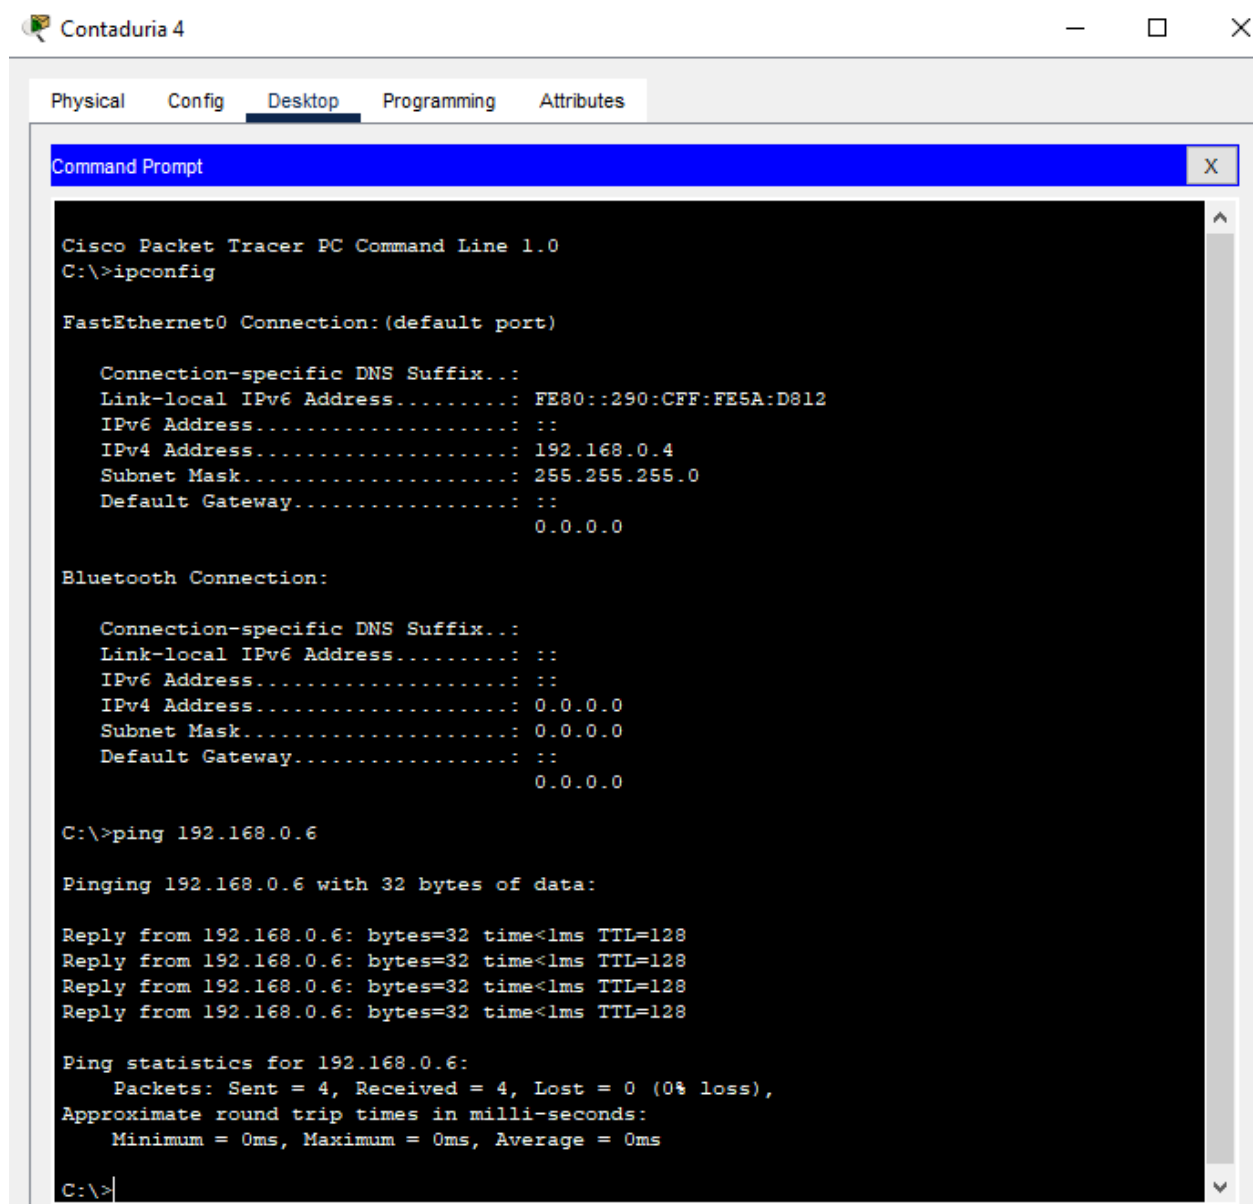 Contaduria 4
Physical Config Desktop Programming Attributes
Command Prompt X
Cisco Packet Tracer PC Command Line 1.0
C:\>ipconfig
FastEthernet0 Connection:(default port)
Connection-specific DNS Suffix..:
Link-local IPv6 Address.........: FE80::290:CFF:FE5A:D812
IPv6 Address....................: ::
IPv4 Address....................: 192.168.0.4
Subnet Mask.....................: 255.255.255.0
Default Gateway.................: ::
0.0.0.0
Bluetooth Connection:
Connection-specific DNS Suffix..:
Link-local IPv6 Address.........: ::
IPv6 Address....................: ::
IPv4 Address....................: 0.0.0.0
Subnet Mask.....................: 0.0.0.0
Default Gateway.................: ::
0.0.0.0
C:\>ping 192.168.0.6
Pinging 192.168.0.6 with 32 bytes of data:
Reply from 192.168.0.6: bytes=32 time<1ms TTL=128
Reply from 192.168.0.6: bytes=32 time<1ms TTL=128
Reply from 192.168.0.6: bytes=32 time<1ms TTL=128
Reply from 192.168.0.6: bytes=32 time<1ms TTL=128
Ping statistics for 192.168.0.6:
Packets: Sent = 4, Received = 4, Lost = 0 (0% loss),
Approximate round trip times in milli-seconds:
Minimum = 0ms, Maximum = 0ms, Average = 0ms
C:\>